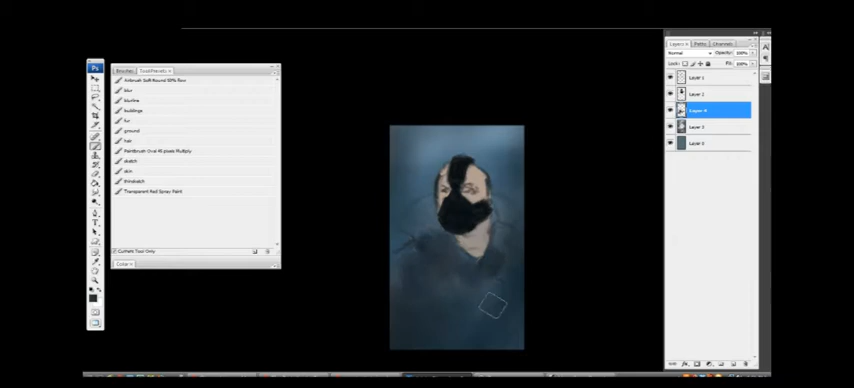 Ps
Brushes Tool Presets ×
Airbrush Soft Round 50% flow
blur
blurline
buildings
fur
ground
hair
Paintbrush Oval 45 pixels Multiply
sketch
skin
thinsketch
Transparent Red Spray Paint
Current Tool Only
Color ×
Layers × Paths Channels
Normal Opacity: 100%
Lock: Fill: 100%
Layer 1
Layer 2
Layer 4
Layer 3
Layer 0